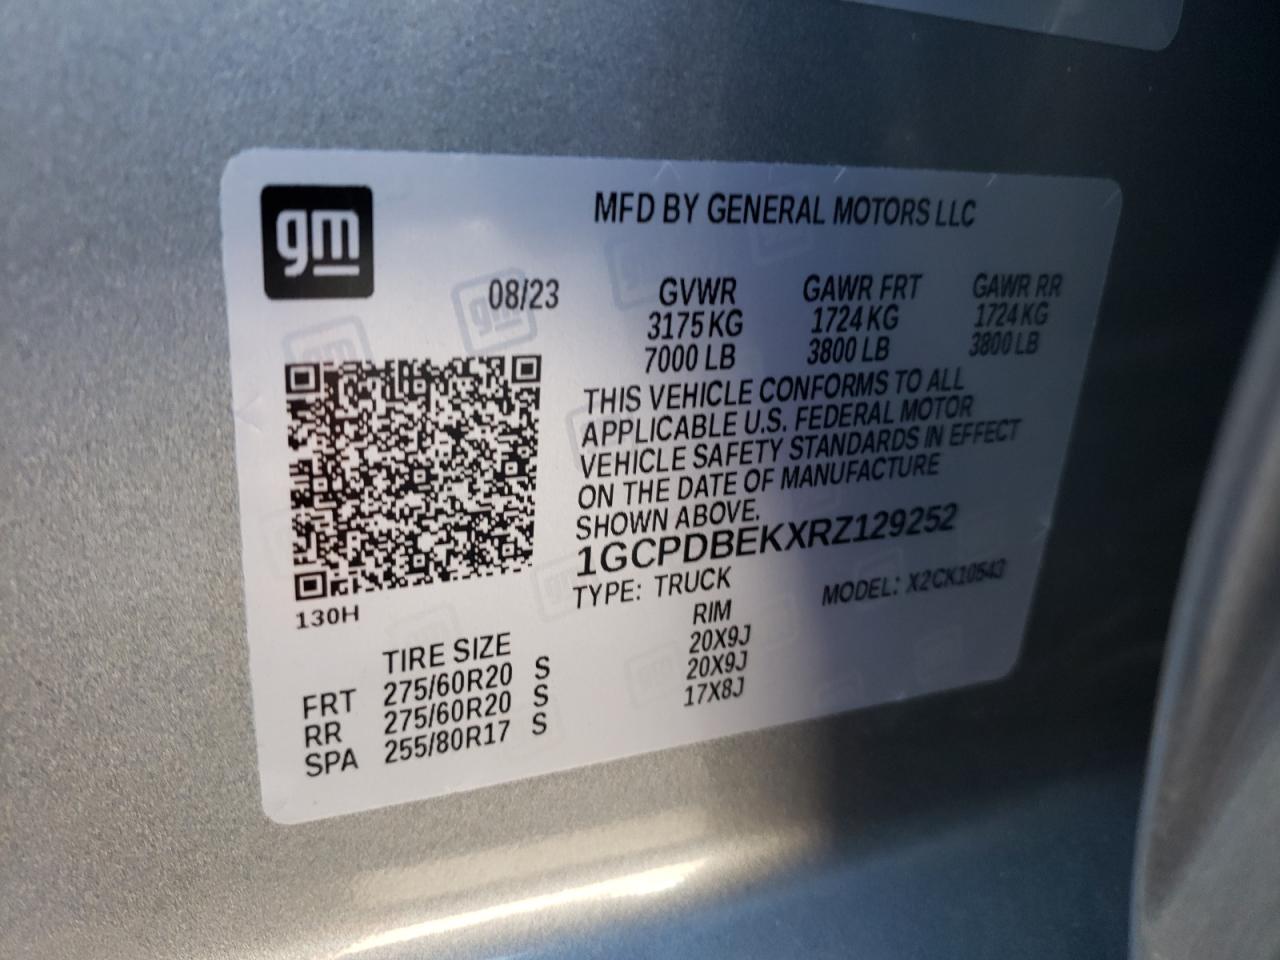 gm
MFD BY GENERAL MOTORS LLC
08/23
GVWR GAWR FRT GAWR RR
3175 KG 1724 KG 1724 KG
7000 LB 3800 LB 3800 LB
THIS VEHICLE CONFORMS TO ALL
APPLICABLE U.S. FEDERAL MOTOR
VEHICLE SAFETY STANDARDS IN EFFECT
ON THE DATE OF MANUFACTURE
SHOWN ABOVE.
1GCPDBEKXRZ129252
TYPE: TRUCK MODEL: X2CK10543
130H
TIRE SIZE RIM
FRT 275/60R20 S 20X9J
RR 275/60R20 S 20X9J
SPA 255/80R17 S 17X8J